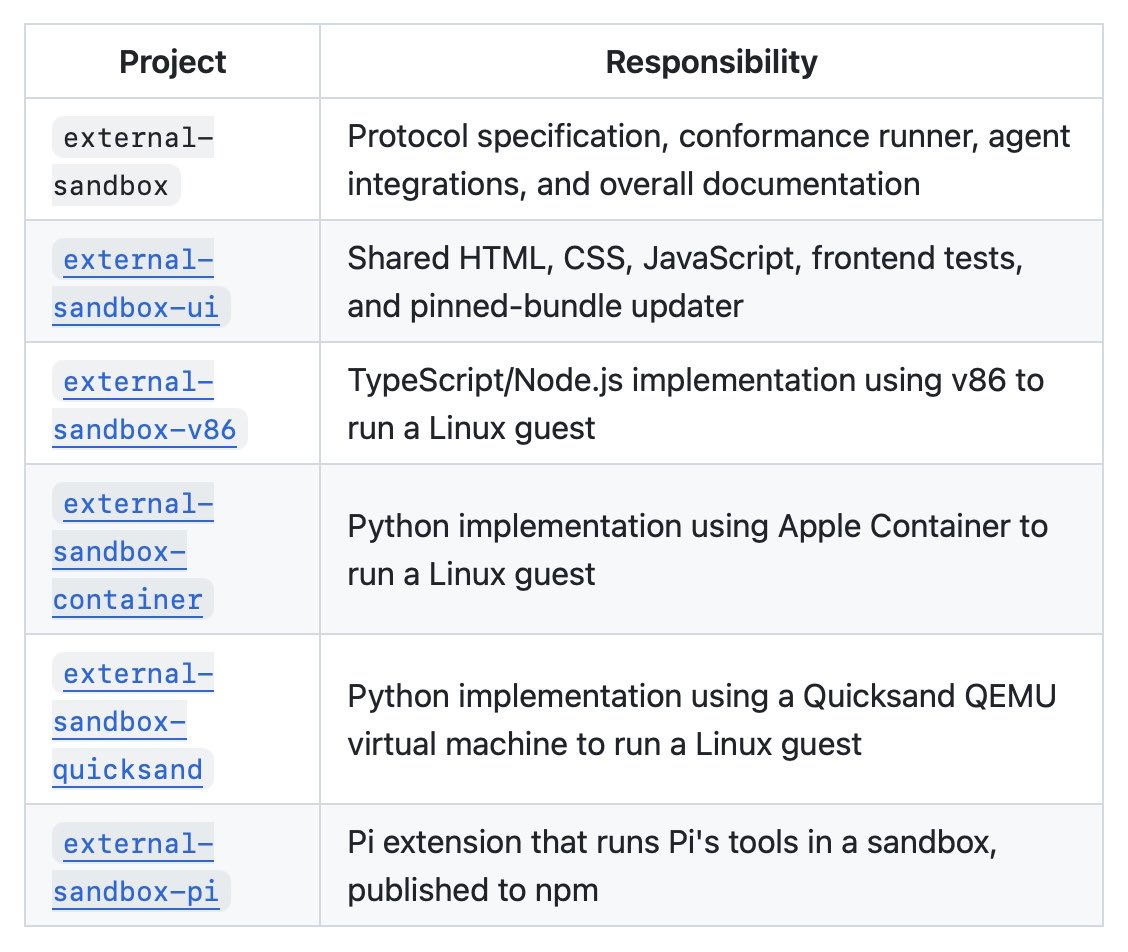 Project Responsibility
external-
sandbox
Protocol specification, conformance runner, agent
integrations, and overall documentation
external-
sandbox-ui
Shared HTML, CSS, JavaScript, frontend tests,
and pinned-bundle updater
external-
sandbox-v86
TypeScript/Node.js implementation using v86 to
run a Linux guest
external-
sandbox-
container
Python implementation using Apple Container to
run a Linux guest
external-
sandbox-
quicksand
Python implementation using a Quicksand QEMU
virtual machine to run a Linux guest
external-
sandbox-pi
Pi extension that runs Pi's tools in a sandbox,
published to npm